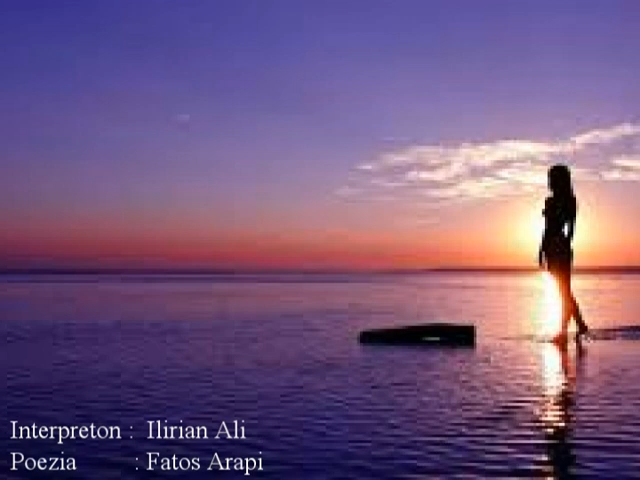 Interpreton : Ilirian Ali
Poezia : Fatos Arapi